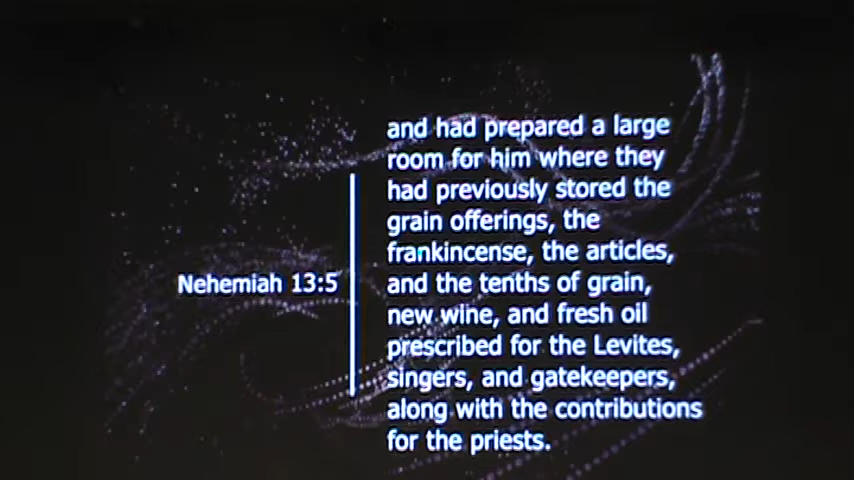 Nehemiah 13:5
and had prepared a large
room for him where they
had previously stored the
grain offerings, the
frankincense, the articles,
and the tenths of grain,
new wine, and fresh oil
prescribed for the Levites,
singers, and gatekeepers,
along with the contributions
for the priests.